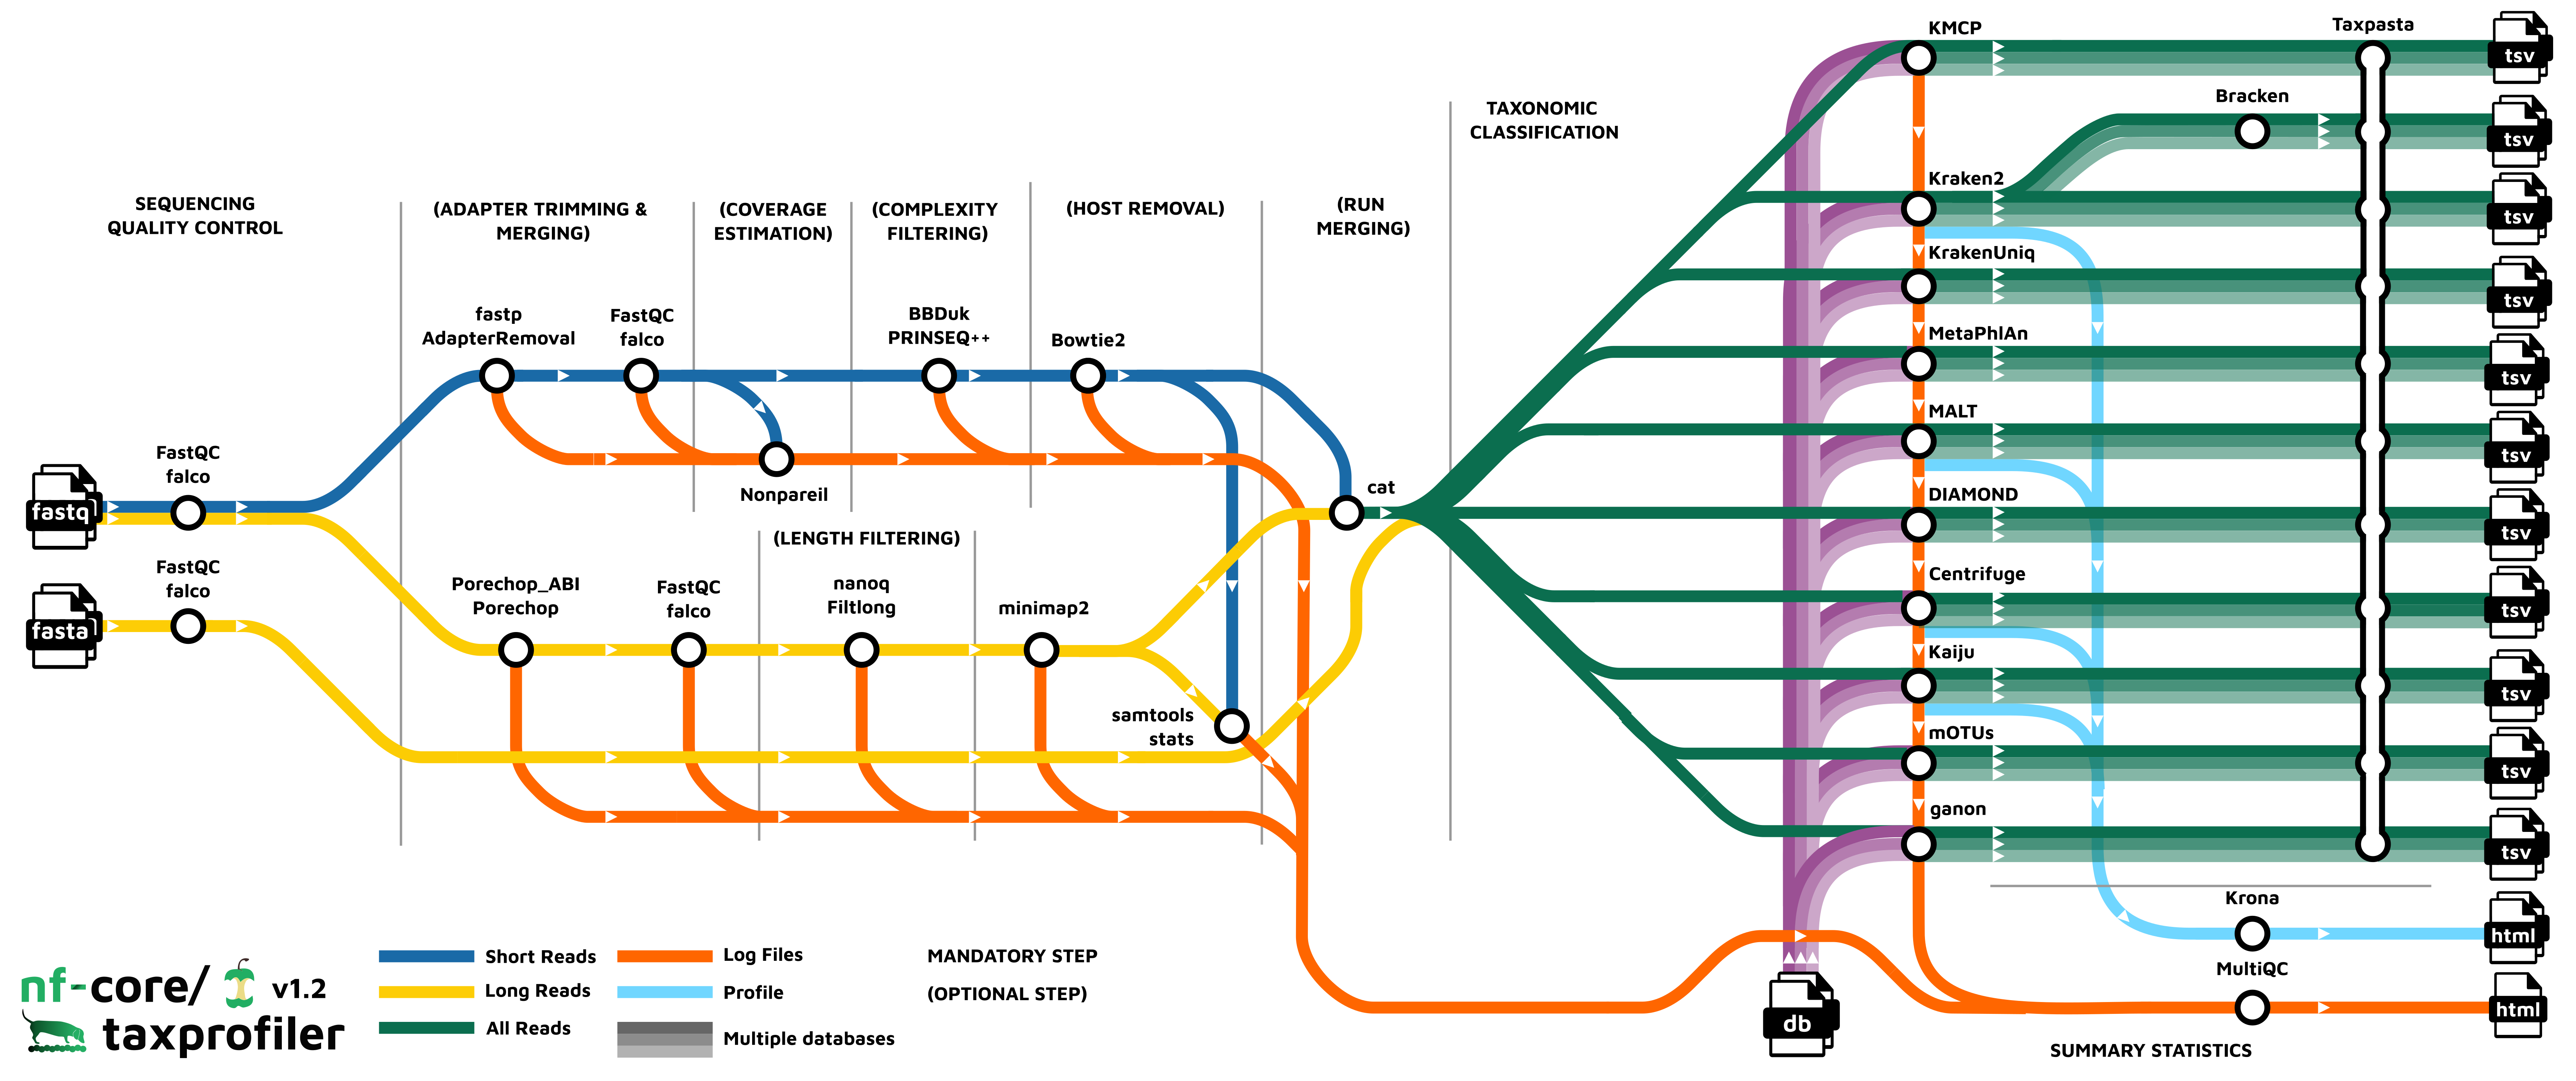 SEQUENCING
QUALITY CONTROL
(ADAPTER TRIMMING &
MERGING)
(COVERAGE
ESTIMATION)
(COMPLEXITY
FILTERING)
(HOST REMOVAL)
(RUN
MERGING)
TAXONOMIC
CLASSIFICATION
fastq
FastQC
falco
fasta
FastQC
falco
fastp
AdapterRemoval
FastQC
falco
Nonpareil
BBDuk
PRINSEQ++
Bowtie2
(LENGTH FILTERING)
Porechop_ABI
Porechop
FastQC
falco
nanoq
Filtlong
minimap2
samtools
stats
cat
KMCP
Taxpasta
tsv
Bracken
tsv
Kraken2
tsv
KrakenUniq
tsv
MetaPhlAn
tsv
MALT
tsv
DIAMOND
tsv
Centrifuge
tsv
Kaiju
tsv
mOTUs
tsv
ganon
tsv
Krona
html
MultiQC
html
db
SUMMARY STATISTICS
nf-core/ v1.2
taxprofiler
Short Reads
Long Reads
All Reads
Log Files
Profile
Multiple databases
MANDATORY STEP
(OPTIONAL STEP)